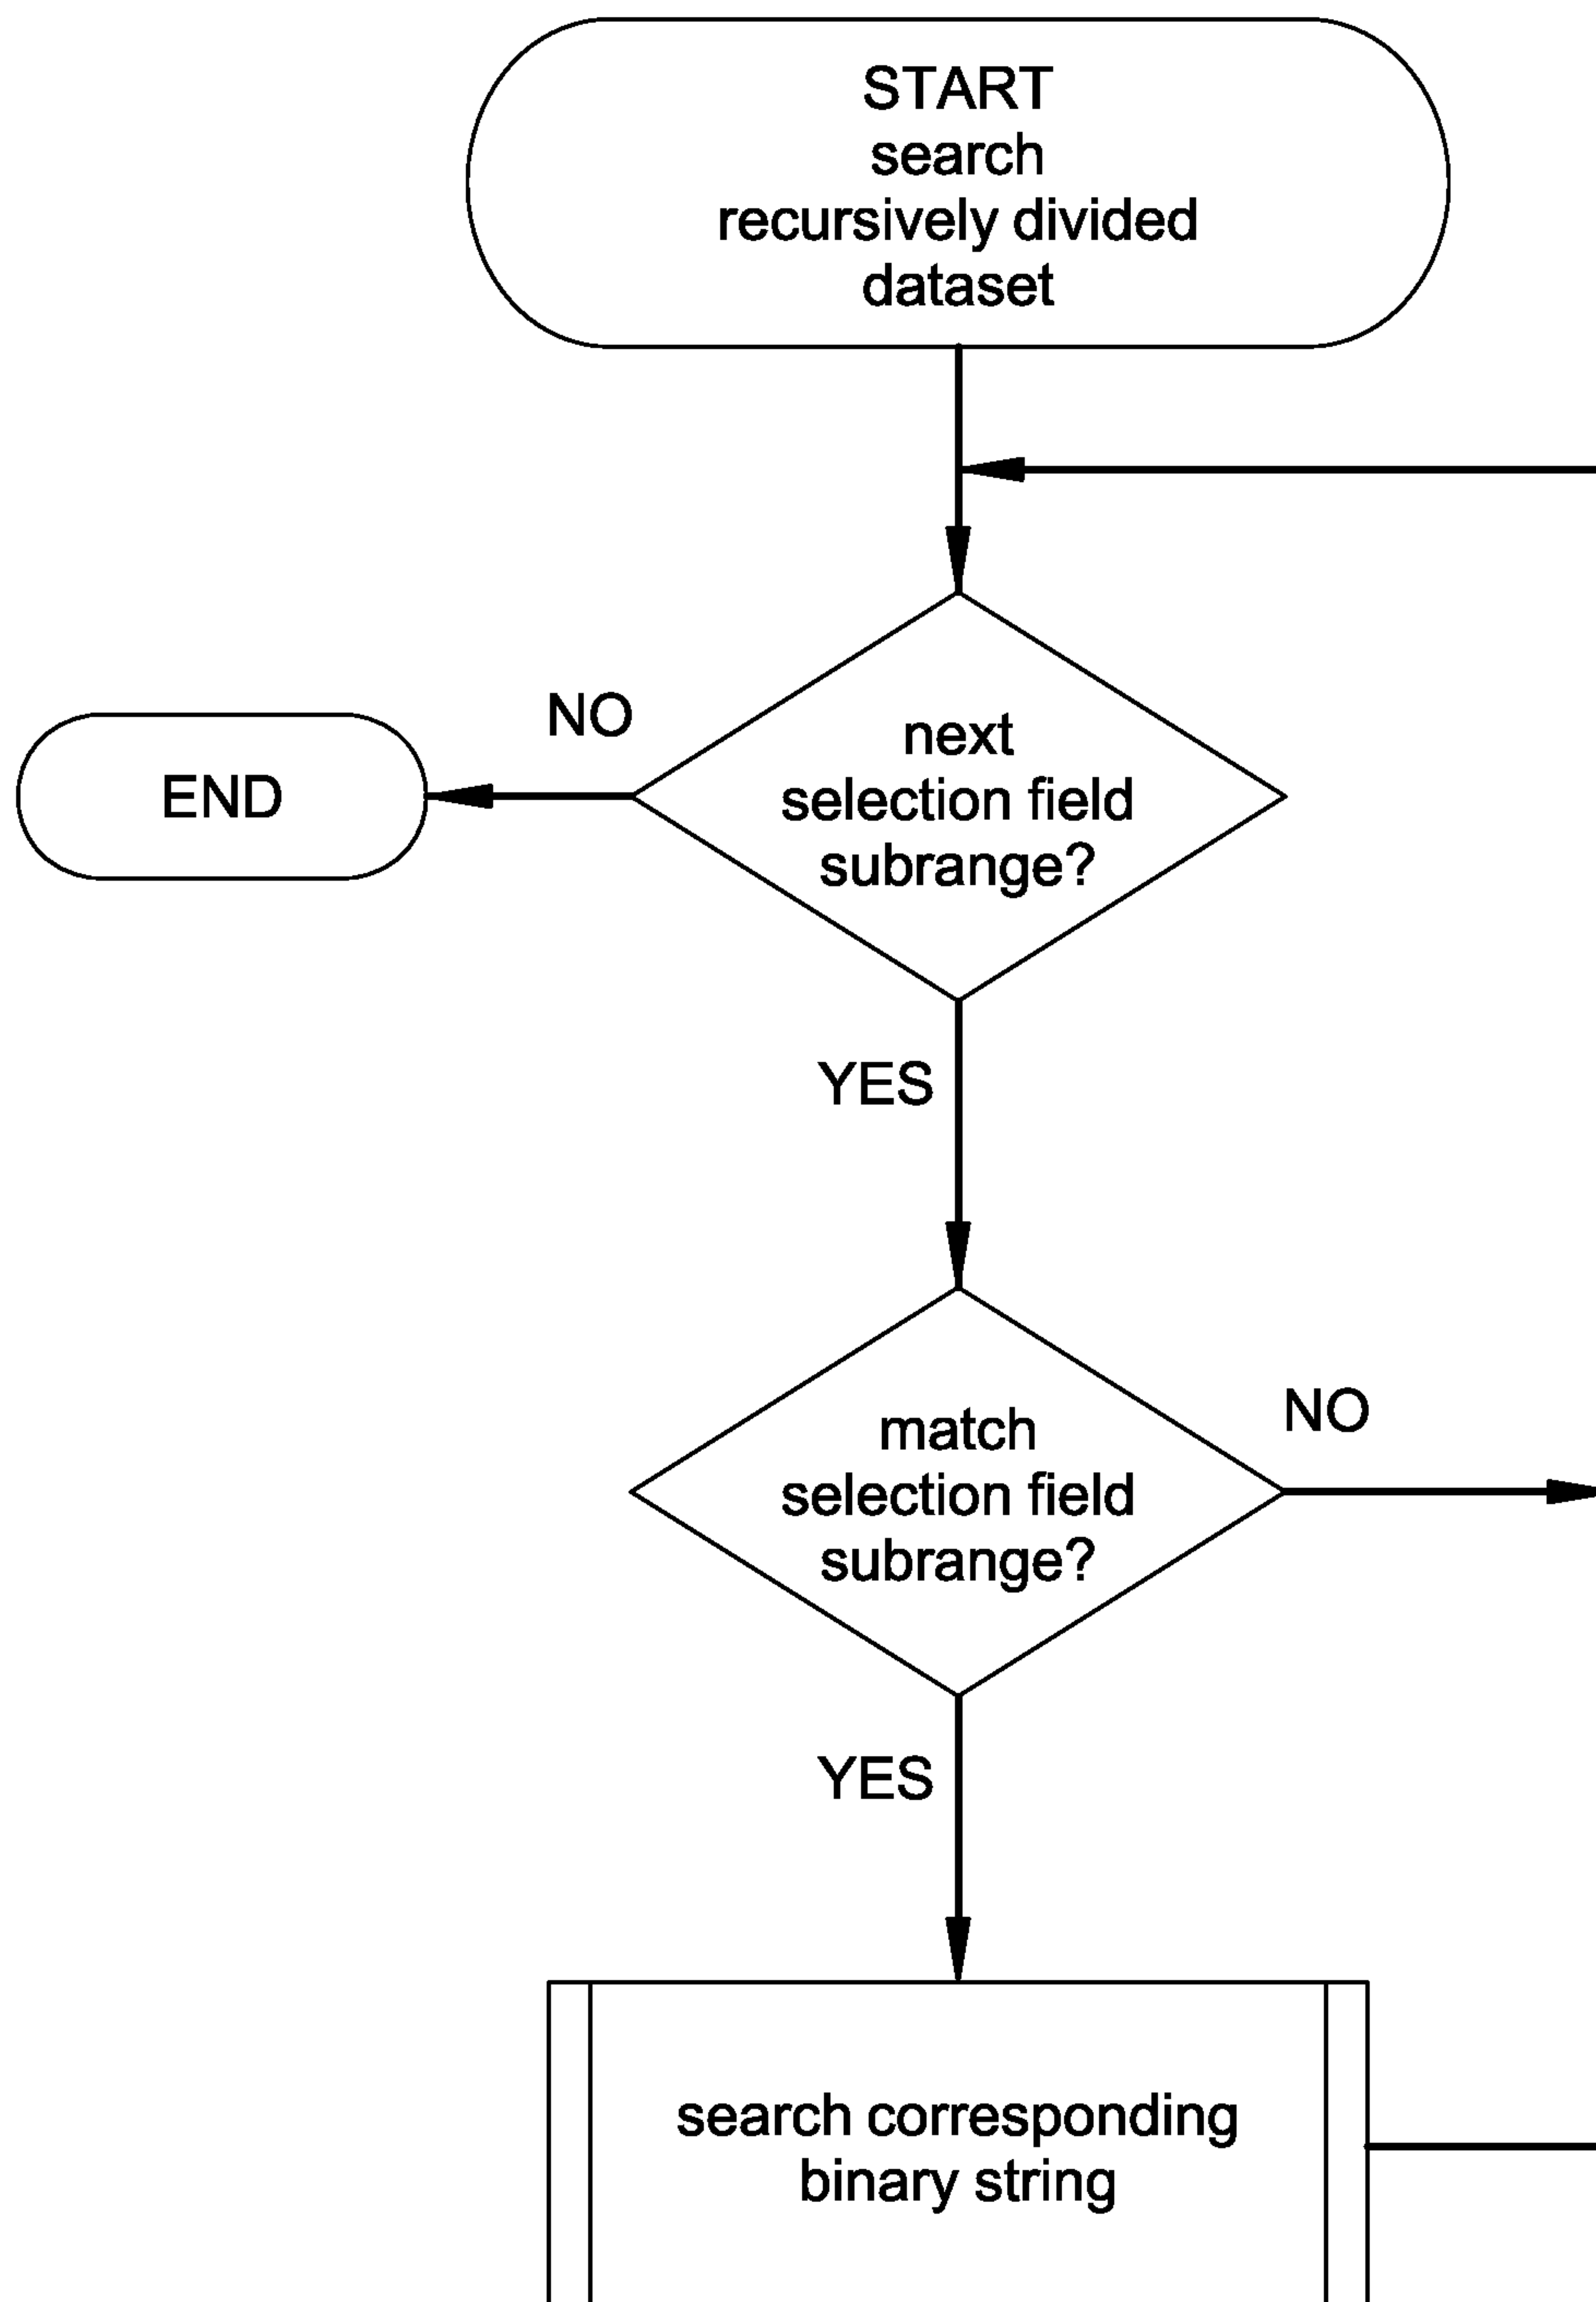 START
search
recursively divided
dataset
NO
next
selection field
subrange?
END
YES
match
selection field
subrange?
NO
YES
search corresponding
binary string